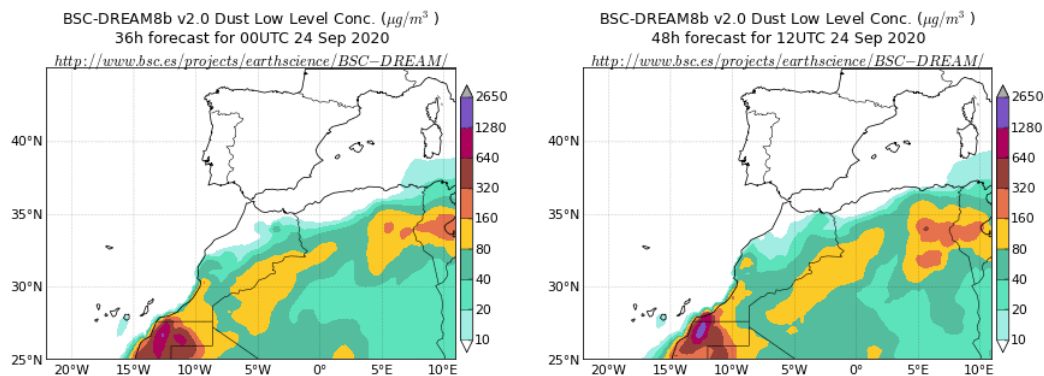 BSC-DREAM8b v2.0 Dust Low Level Conc. (μg/m³ )
36h forecast for 00UTC 24 Sep 2020
http://www.bsc.es/projects/earthscience/BSC−DREAM/
40°N
35°N
30°N
25°N
20°W
15°W
10°W
5°W
0°
5°E
10°E
2650
1280
640
320
160
80
40
20
10
BSC-DREAM8b v2.0 Dust Low Level Conc. (μg/m³ )
48h forecast for 12UTC 24 Sep 2020
http://www.bsc.es/projects/earthscience/BSC−DREAM/
40°N
35°N
30°N
25°N
20°W
15°W
10°W
5°W
0°
5°E
10°E
2650
1280
640
320
160
80
40
20
10